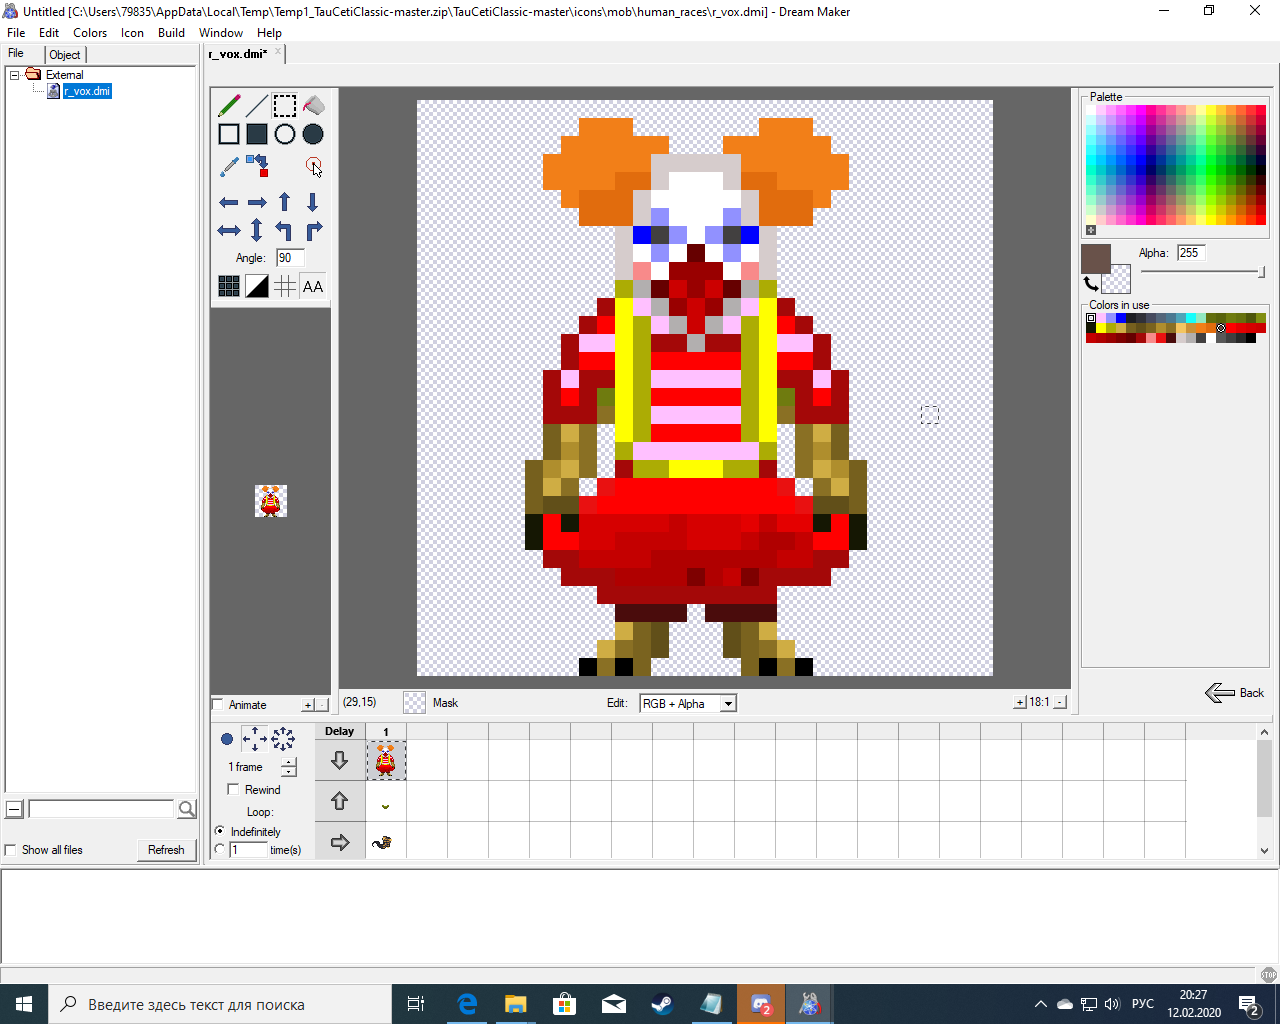 Untitled [C:\Users\79835\AppData\Local\Temp\Temp1_TauCetiClassic-master.zip\TauCetiClassic-master\icons\mob\human_races\r_vox.dmi] - Dream Maker
File Edit Colors Icon Build Window Help
File Object
r_vox.dmi*
External
r_vox.dmi
Palette
Angle: 90
Alpha: 255
AA
Colors in use
Back
Animate
+ -
(29,15)
Mask
Edit: RGB + Alpha
+ 18:1 -
Delay 1
1 frame
Rewind
Loop:
Indefinitely
1 time(s)
Show all files
Refresh
STOP
Введите здесь текст для поиска
2
РУС
20:27
12.02.2020
2